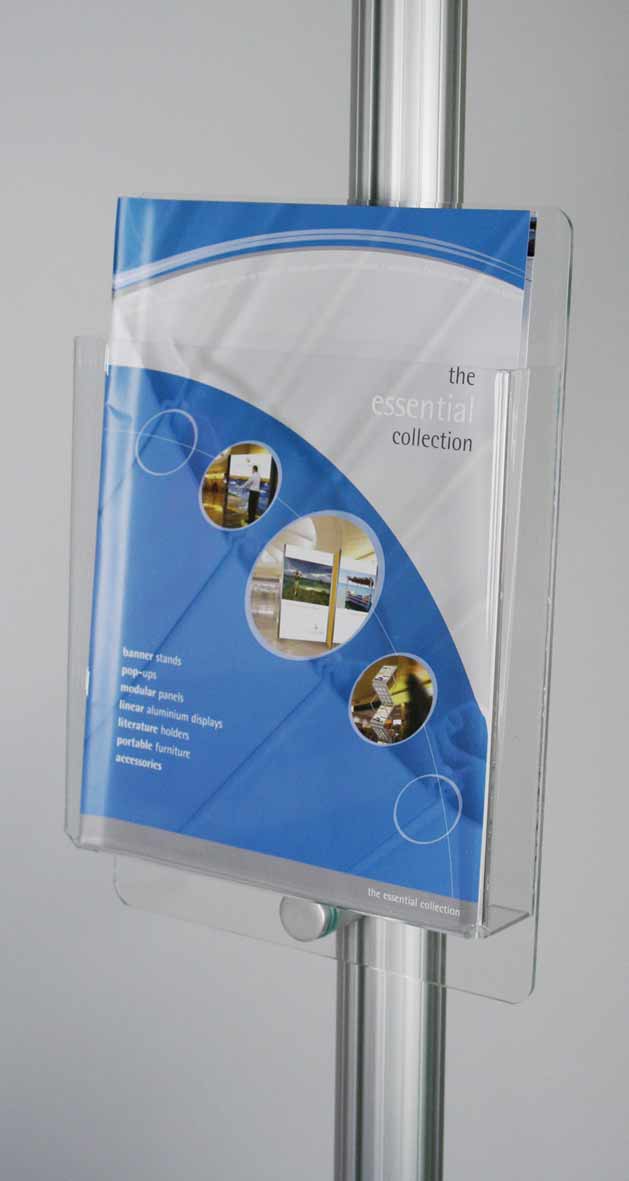 the
essential
collection
banner stands
pop-ups
modular panels
linear aluminium displays
literature holders
portable furniture
accessories
the essential collection